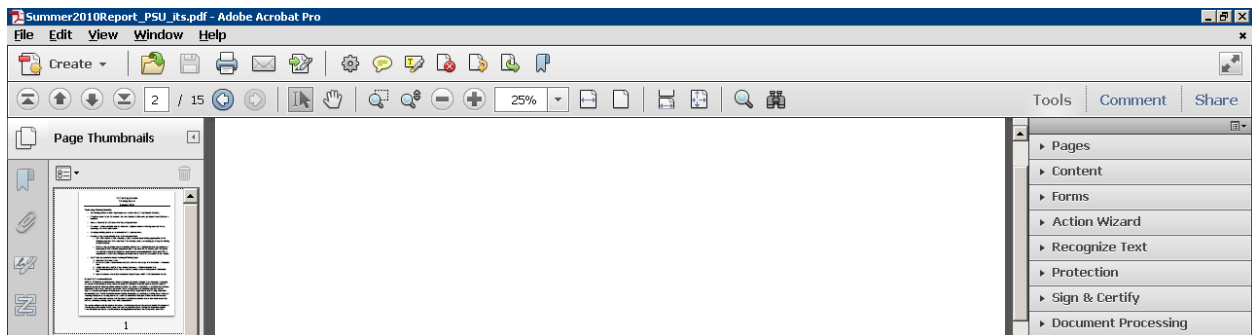 Summer2010Report_PSU_its.pdf - Adobe Acrobat Pro
File Edit View Window Help
Create
2 / 15 25% Tools Comment Share
Page Thumbnails
Pages
Content
Forms
Action Wizard
Recognize Text
Protection
Sign & Certify
Document Processing
1